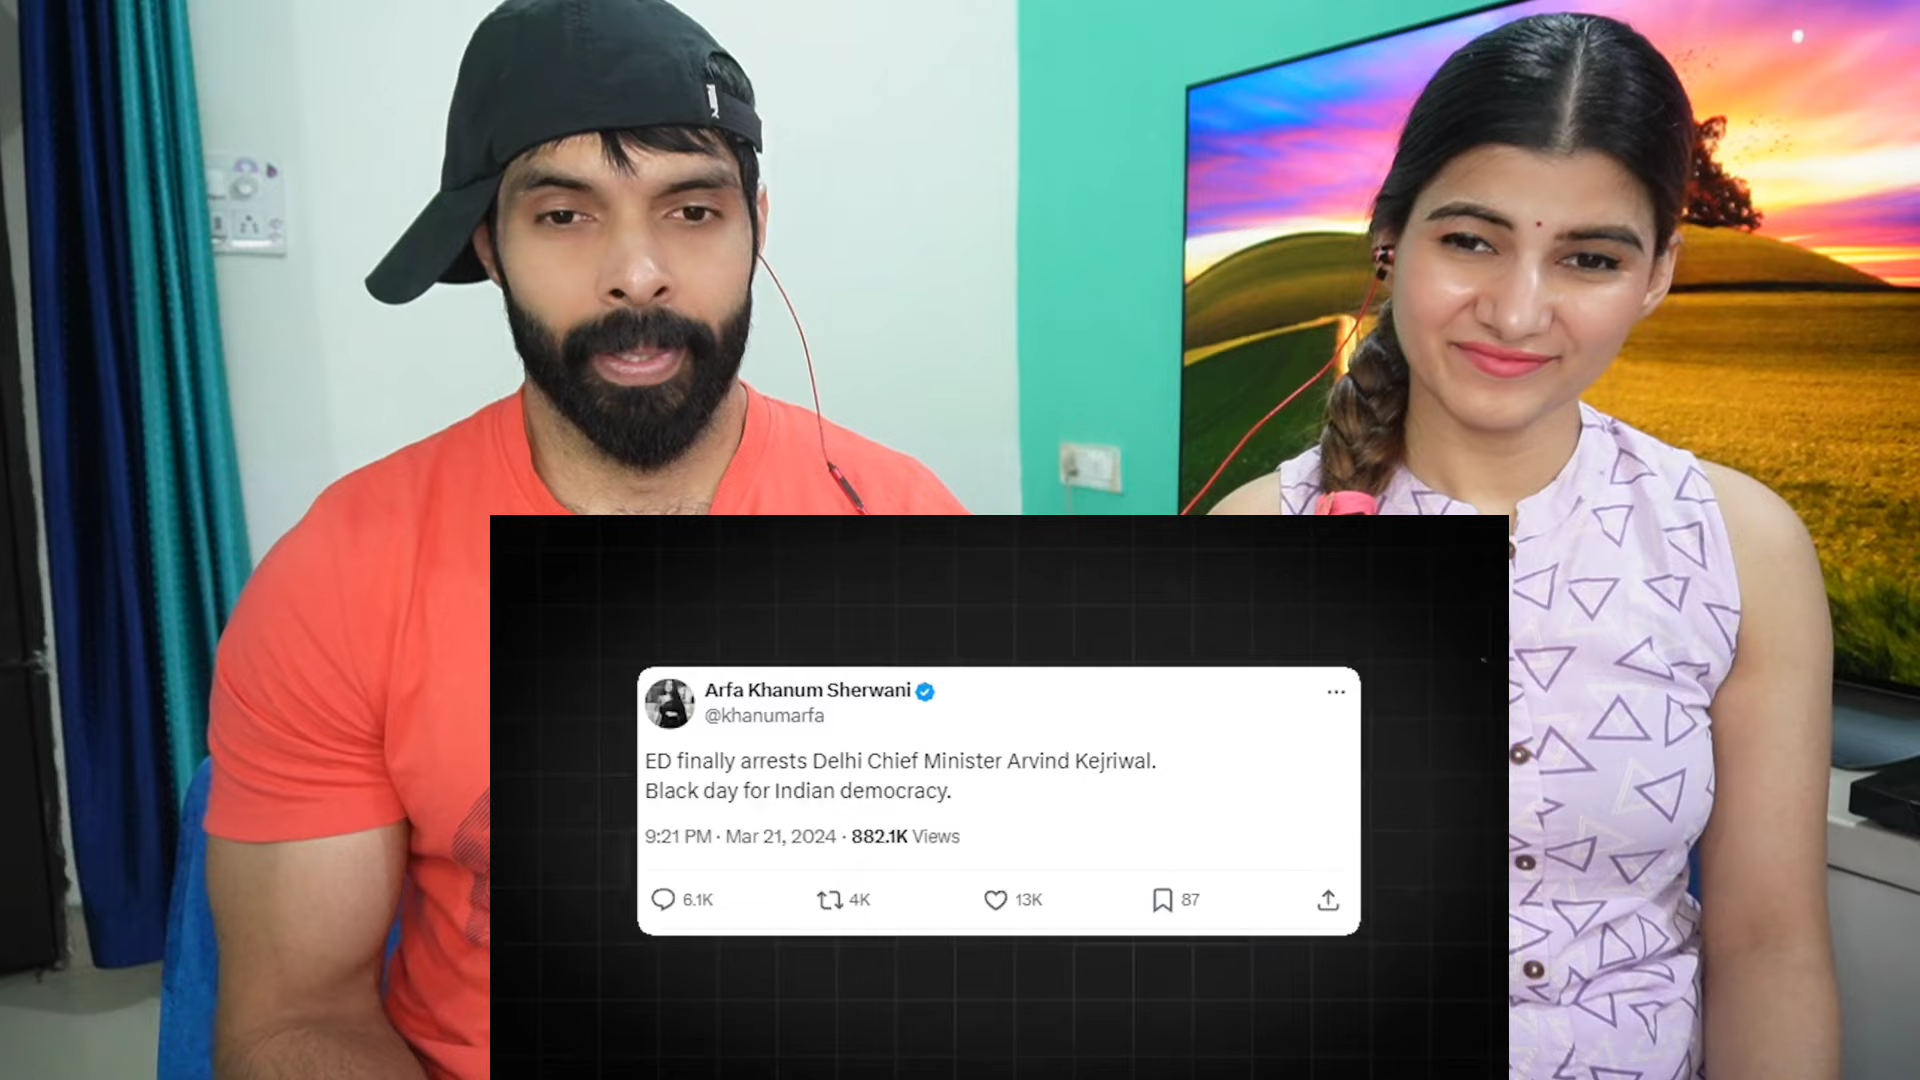 Arfa Khanum Sherwani
@khanumarfa
ED finally arrests Delhi Chief Minister Arvind Kejriwal.
Black day for Indian democracy.
9:21 PM · Mar 21, 2024 · 882.1K Views
6.1K 4K 13K 87